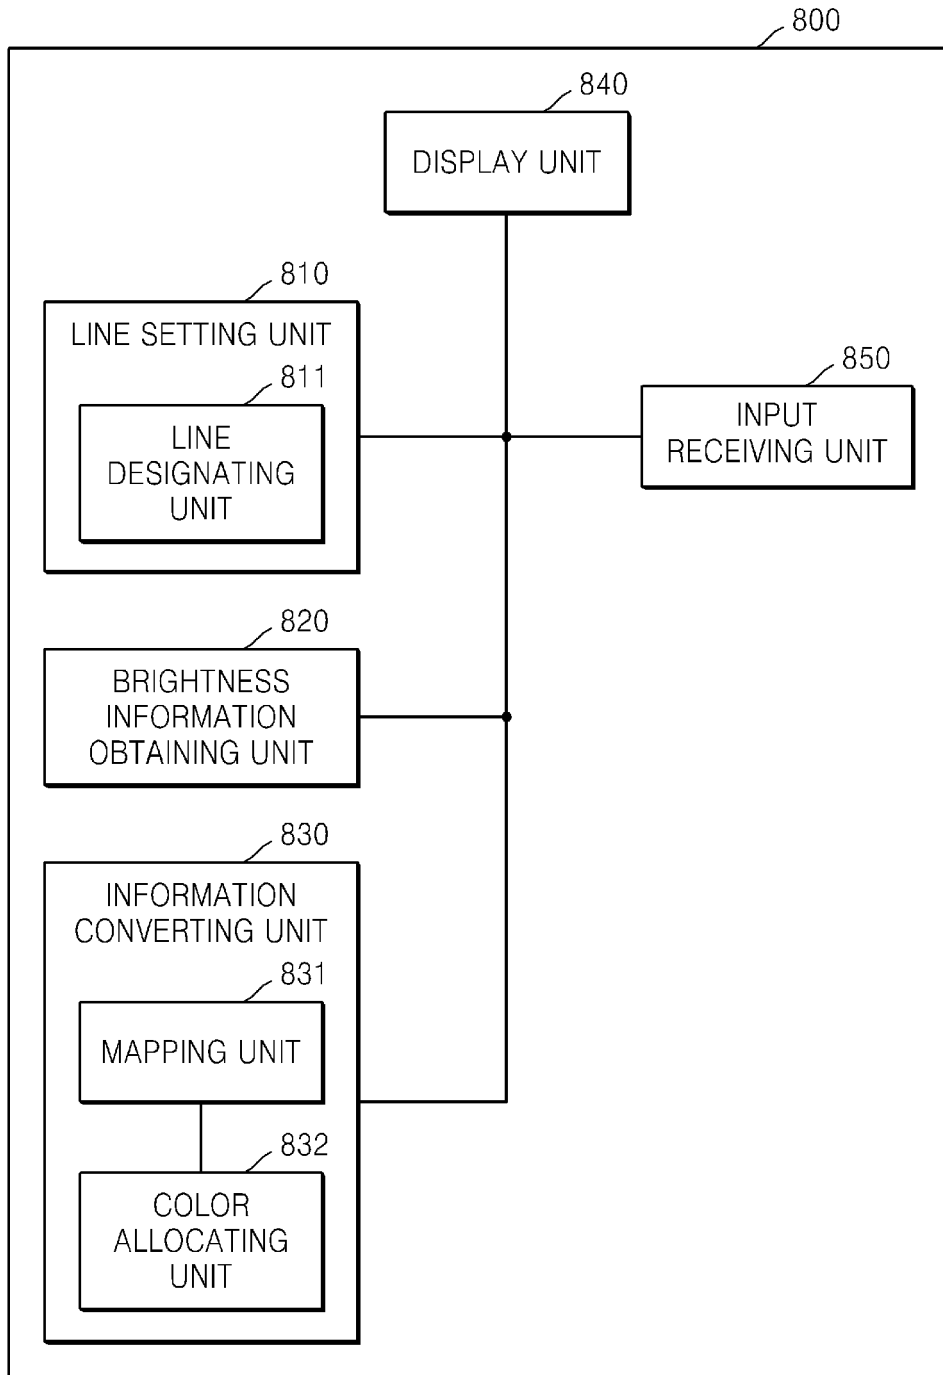 800
840
DISPLAY UNIT
810
LINE SETTING UNIT
811
LINE
DESIGNATING
UNIT
850
INPUT
RECEIVING UNIT
820
BRIGHTNESS
INFORMATION
OBTAINING UNIT
830
INFORMATION
CONVERTING UNIT
831
MAPPING UNIT
832
COLOR
ALLOCATING
UNIT